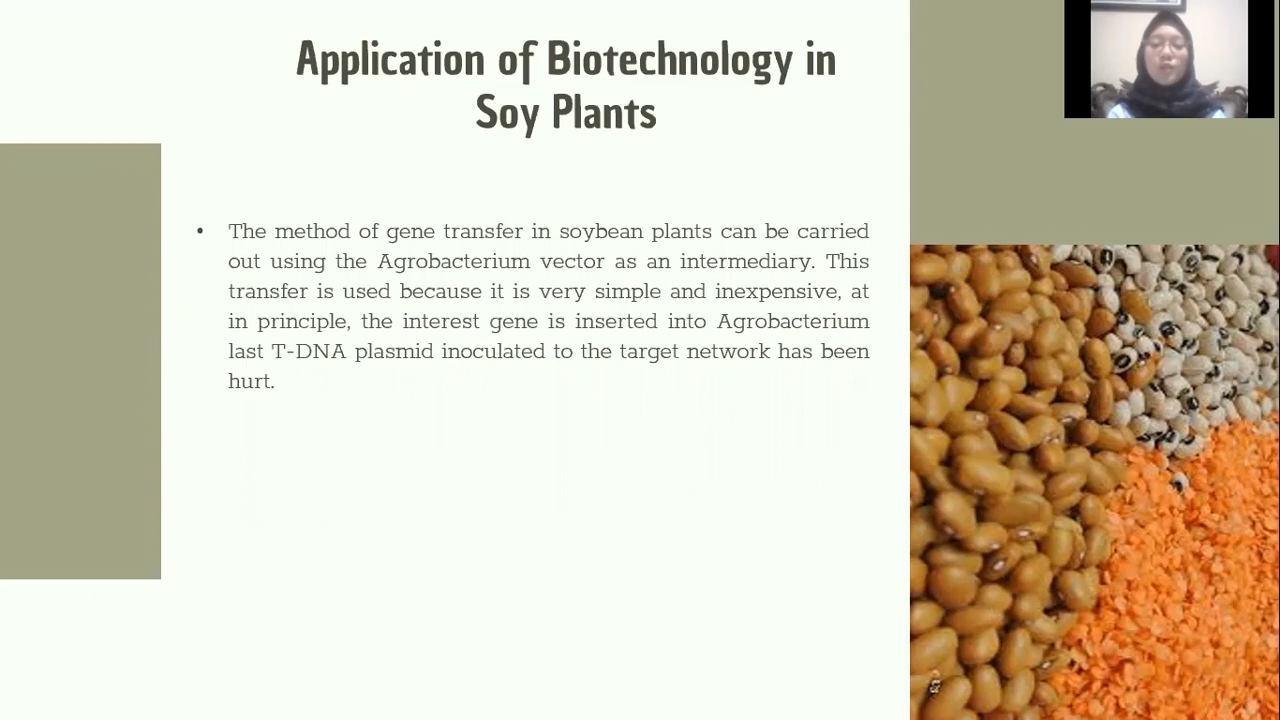 Application of Biotechnology in
Soy Plants
• The method of gene transfer in soybean plants can be carried
out using the Agrobacterium vector as an intermediary. This
transfer is used because it is very simple and inexpensive, at
in principle, the interest gene is inserted into Agrobacterium
last T-DNA plasmid inoculated to the target network has been
hurt.